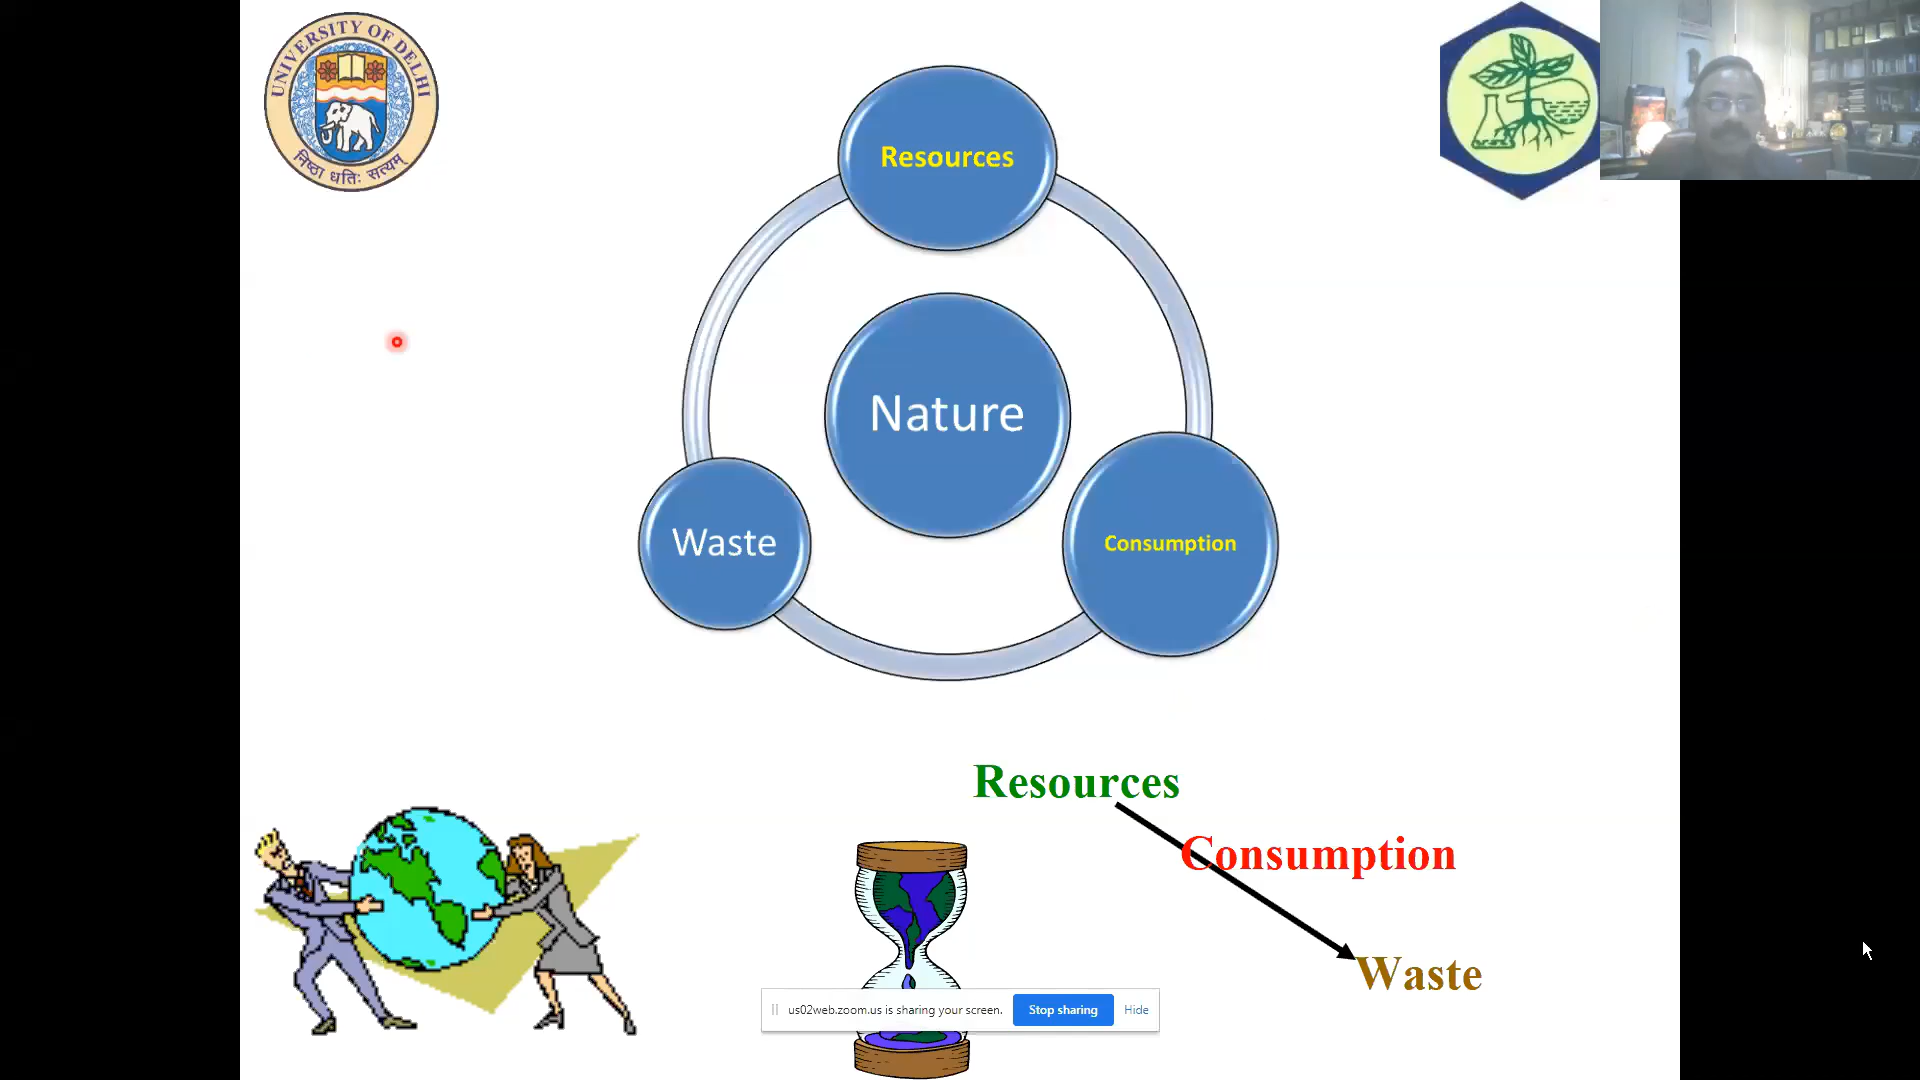 UNIVERSITY OF DELHI
निष्ठा धृतिः सत्यम्
Resources
Nature
Waste
Consumption
Resources
Consumption
Waste
us02web.zoom.us is sharing your screen.
Stop sharing
Hide